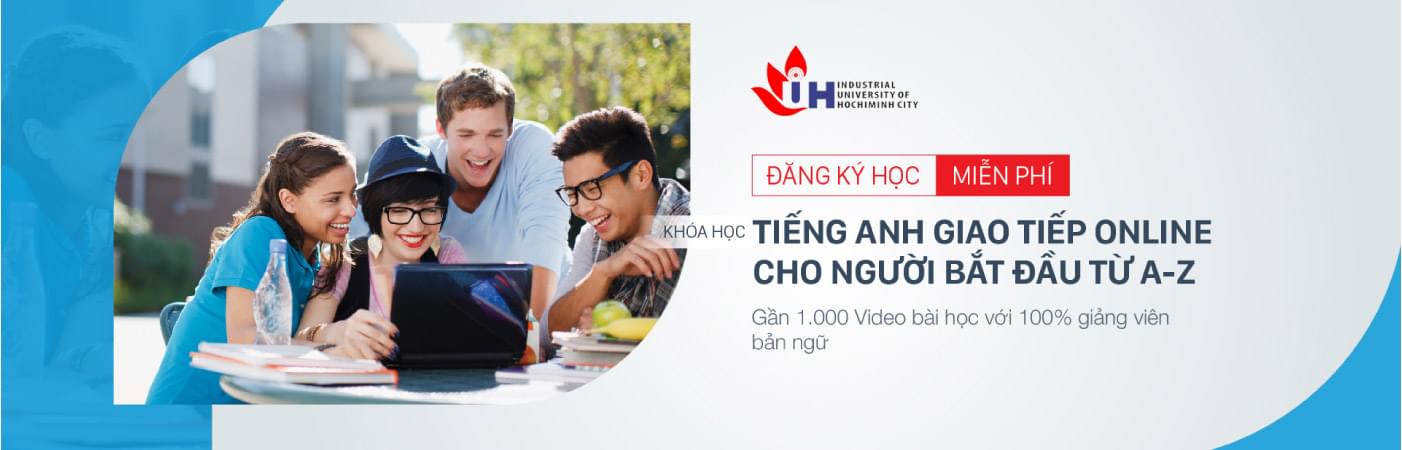 IUH INDUSTRIAL
UNIVERSITY OF
HOCHIMINH CITY
ĐĂNG KÝ HỌC MIỄN PHÍ
KHÓA HỌC TIẾNG ANH GIAO TIẾP ONLINE
CHO NGƯỜI BẮT ĐẦU TỪ A-Z
Gần 1.000 Video bài học với 100% giảng viên
bản ngữ